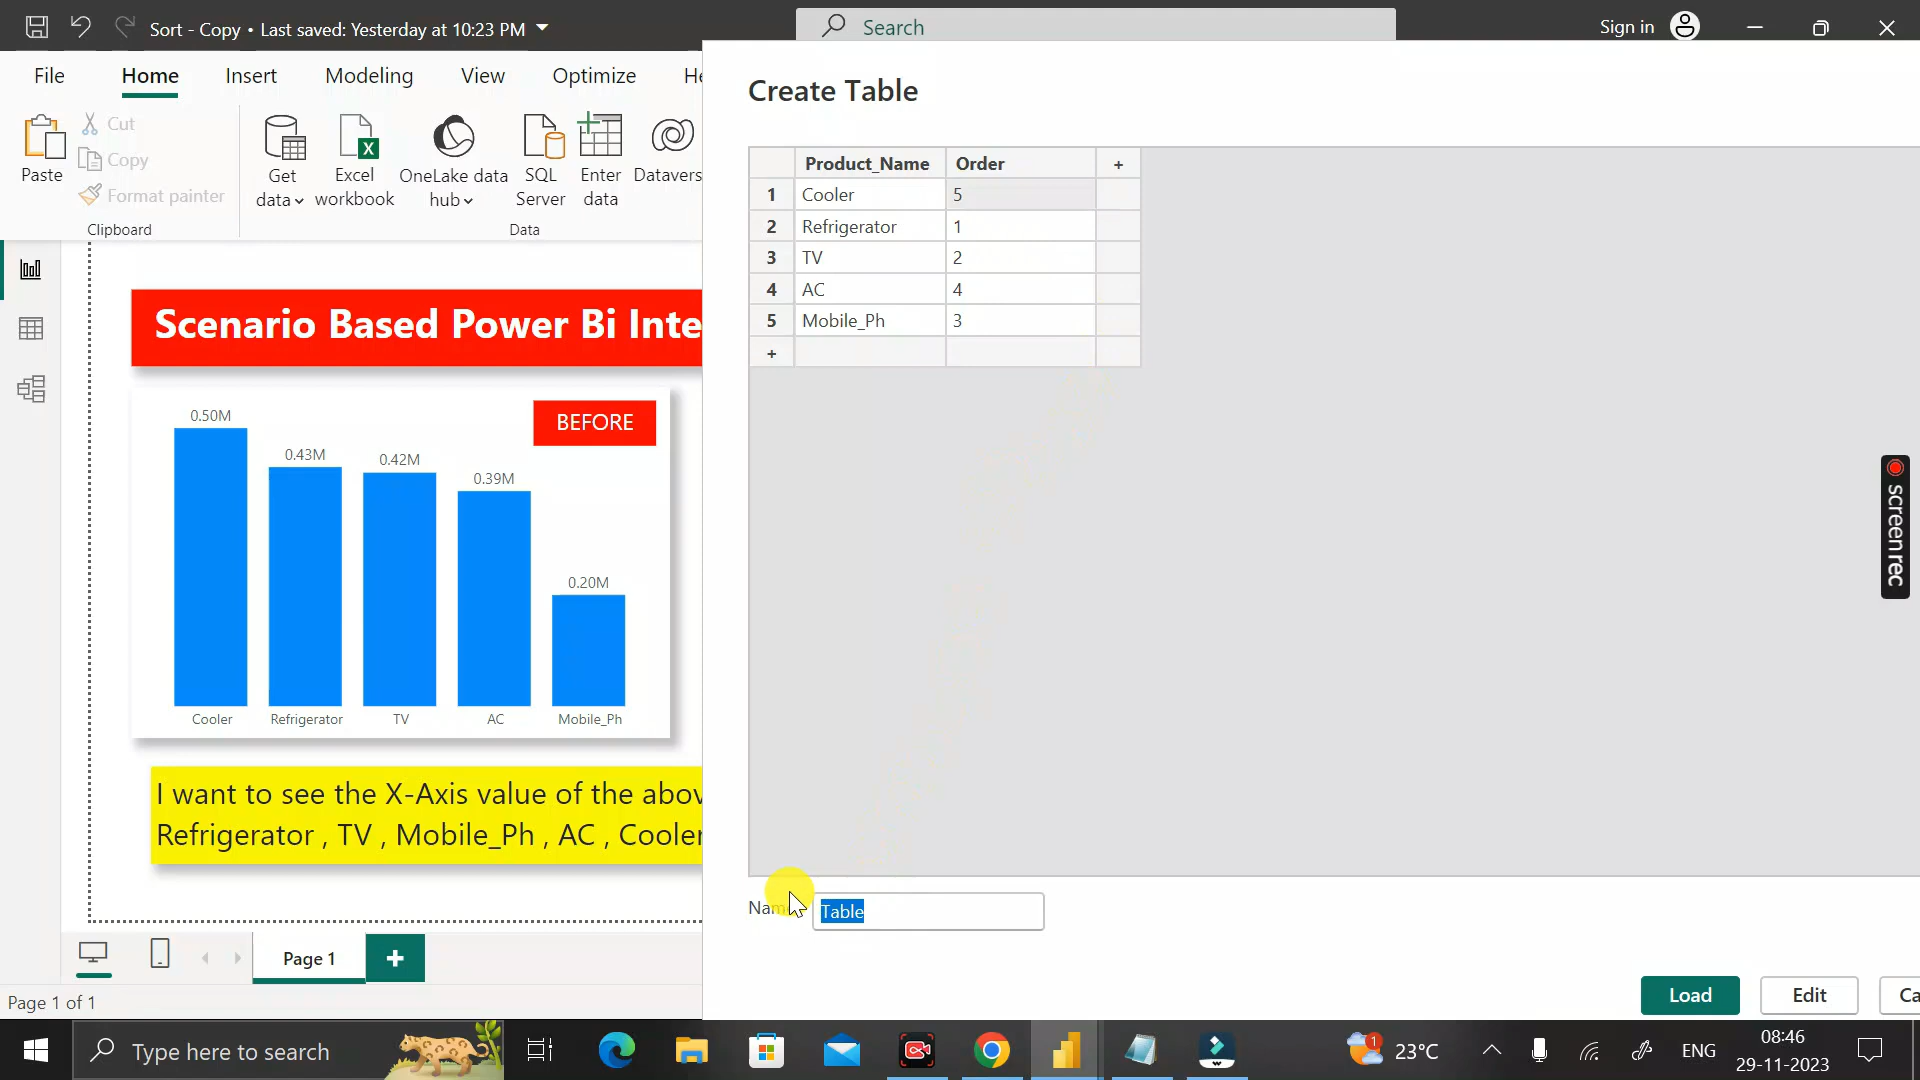 Sort - Copy • Last saved: Yesterday at 10:23 PM
Search
Sign in
File Home Insert Modeling View Optimize
Paste
Cut
Copy
Format painter
Clipboard
Get data
Excel workbook
OneLake data hub
SQL Server
Enter data
Datavers
Data
Create Table
Product_Name Order +
1 Cooler 5
2 Refrigerator 1
3 TV 2
4 AC 4
5 Mobile_Ph 3
+
Scenario Based Power Bi Inte
BEFORE
0.50M
0.43M
0.42M
0.39M
0.20M
Cooler Refrigerator TV AC Mobile_Ph
I want to see the X-Axis value of the abov
Refrigerator , TV , Mobile_Ph , AC , Cooler
Table
Load
Edit
Page 1
+
Page 1 of 1
screen rec
Type here to search
1
23°C
ENG
08:46
29-11-2023